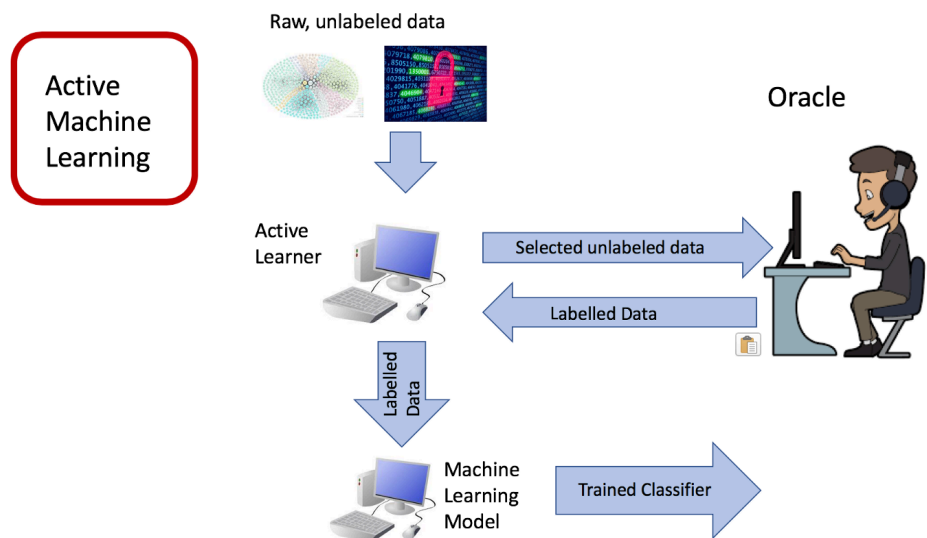 Raw, unlabeled data
Active
Machine
Learning
Oracle
Active
Learner
Selected unlabeled data
Labelled Data
Labelled
Data
Machine
Learning
Model
Trained Classifier